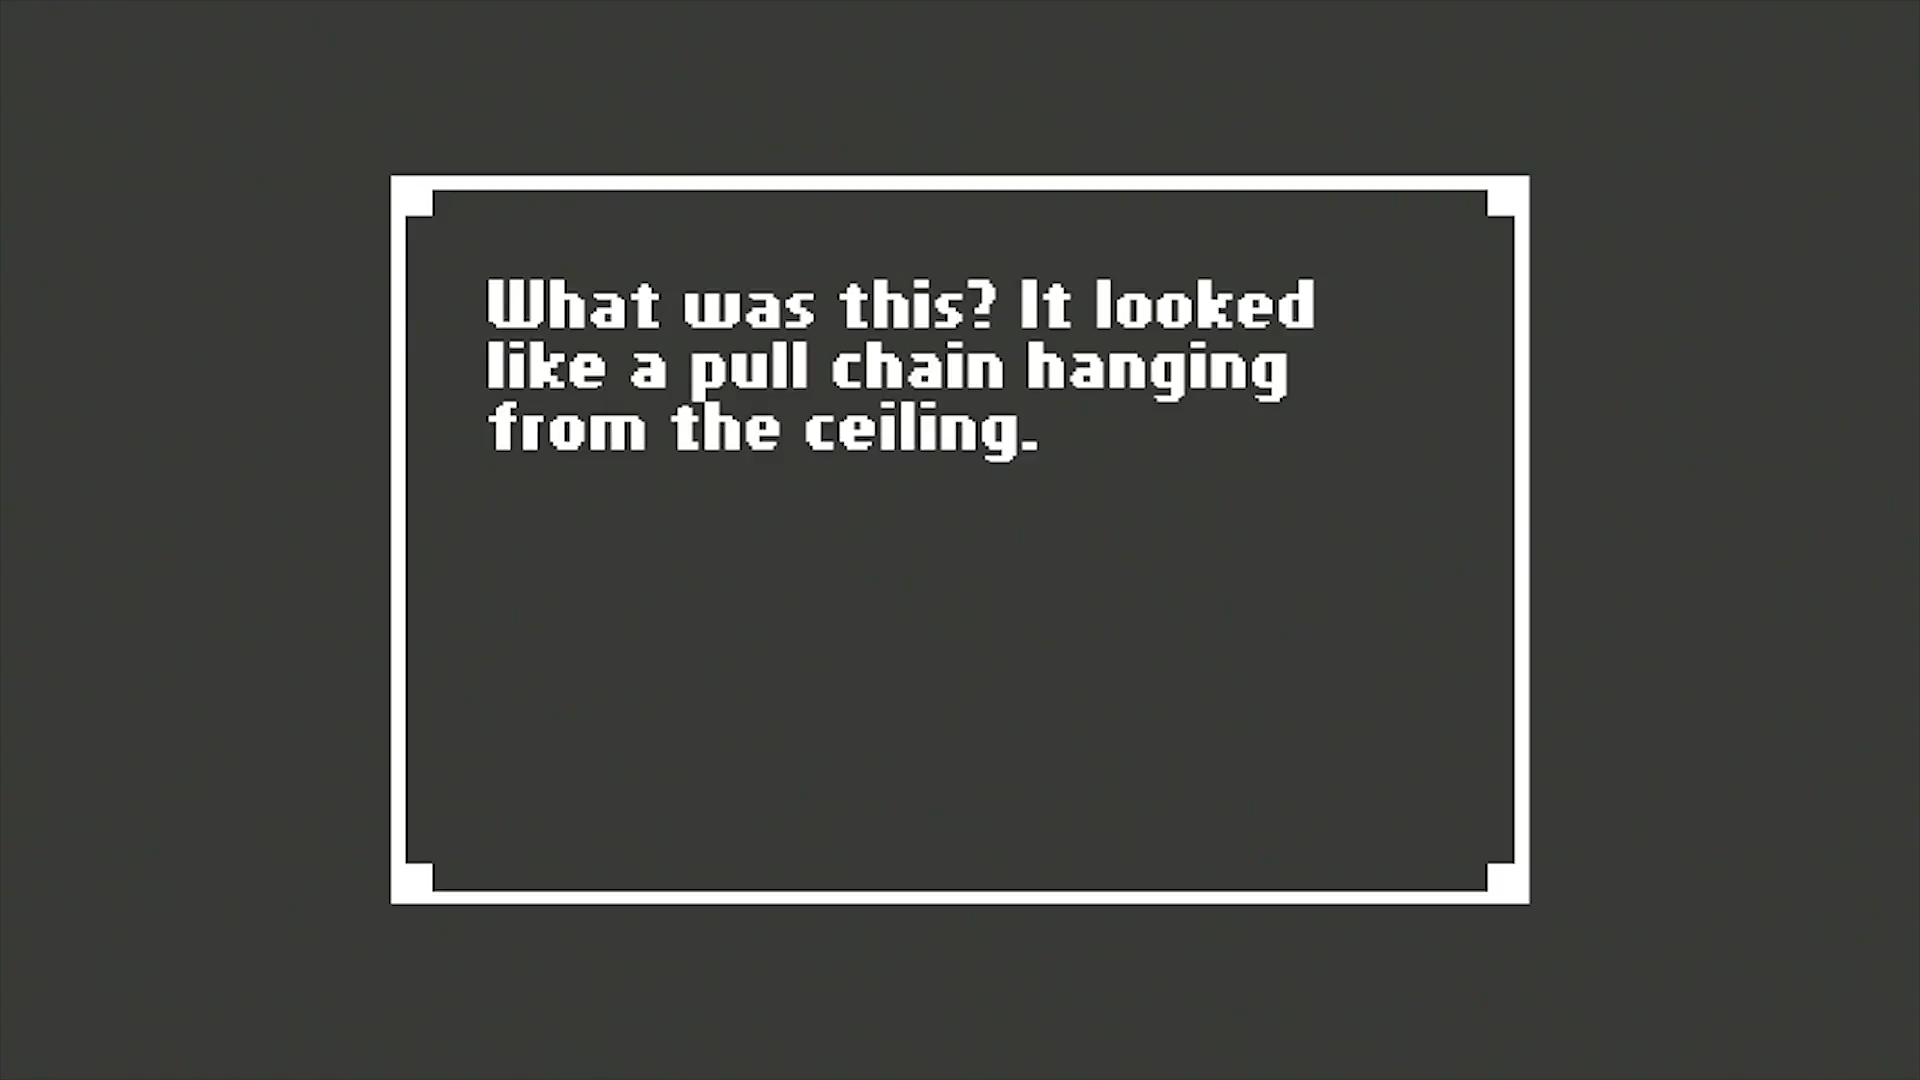 What was this? It looked
like a pull chain hanging
from the ceiling.